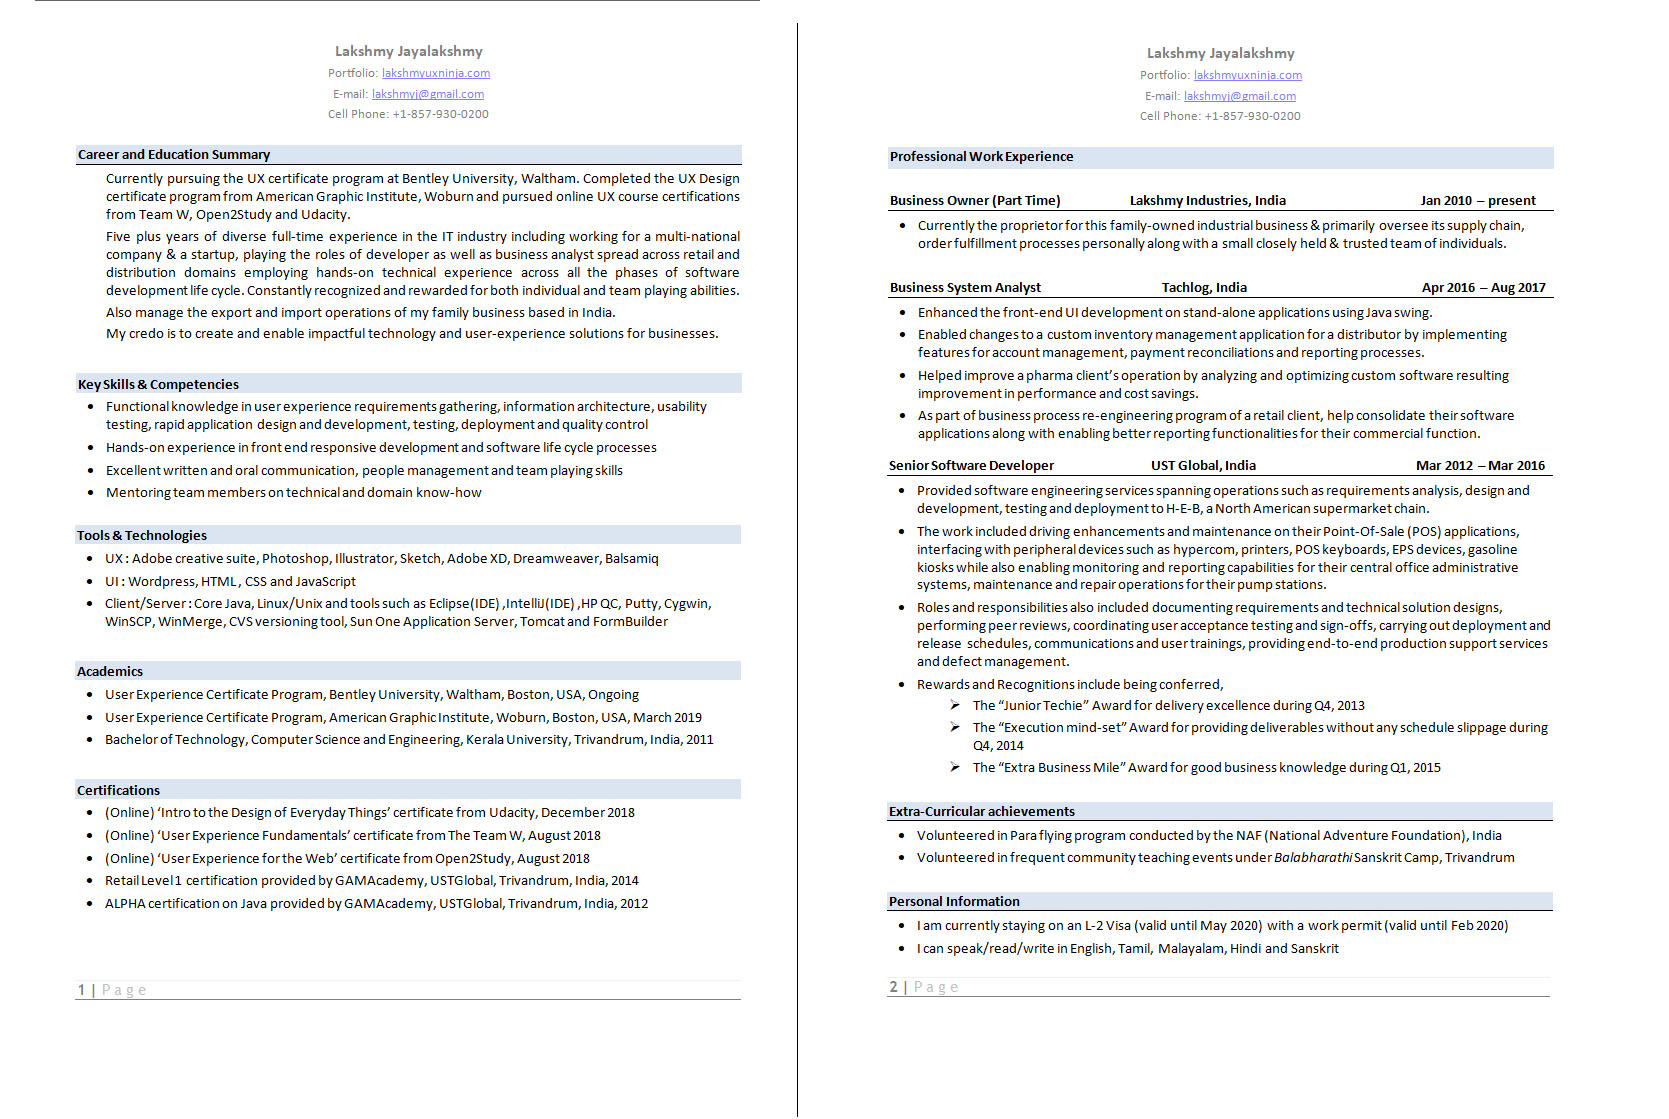 Lakshmy Jayalakshmy
Portfolio: lakshmyuxninja.com
E-mail: lakshmyj@gmail.com
Cell Phone: +1-857-930-0200
Career and Education Summary
Currently pursuing the UX certificate program at Bentley University, Waltham. Completed the UX Design
certificate program from American Graphic Institute, Woburn and pursued online UX course certifications
from Team W, Open2Study and Udacity.
Five plus years of diverse full-time experience in the IT industry including working for a multi-national
company & a startup, playing the roles of developer as well as business analyst spread across retail and
distribution domains employing hands-on technical experience across all the phases of software
development life cycle. Constantly recognized and rewarded for both individual and team playing abilities.
Also manage the export and import operations of my family business based in India.
My credo is to create and enable impactful technology and user-experience solutions for businesses.
Key Skills & Competencies
• Functional knowledge in user experience requirements gathering, information architecture, usability
testing, rapid application design and development, testing, deployment and quality control
• Hands-on experience in front end responsive development and software life cycle processes
• Excellent written and oral communication, people management and team playing skills
• Mentoring team members on technical and domain know-how
Tools & Technologies
• UX : Adobe creative suite, Photoshop, Illustrator, Sketch, Adobe XD, Dreamweaver, Balsamiq
• UI : Wordpress, HTML, CSS and JavaScript
• Client/Server : Core Java, Linux/Unix and tools such as Eclipse(IDE) ,IntelliJ(IDE) ,HP QC, Putty, Cygwin,
WinSCP, WinMerge, CVS versioning tool, Sun One Application Server, Tomcat and FormBuilder
Academics
• User Experience Certificate Program, Bentley University, Waltham, Boston, USA, Ongoing
• User Experience Certificate Program, American Graphic Institute, Woburn, Boston, USA, March 2019
• Bachelor of Technology, Computer Science and Engineering, Kerala University, Trivandrum, India, 2011
Certifications
• (Online) ‘Intro to the Design of Everyday Things’ certificate from Udacity, December 2018
• (Online) ‘User Experience Fundamentals’ certificate from The Team W, August 2018
• (Online) ‘User Experience for the Web’ certificate from Open2Study, August 2018
• Retail Level 1 certification provided by GAMAcademy, USTGlobal, Trivandrum, India, 2014
• ALPHA certification on Java provided by GAMAcademy, USTGlobal, Trivandrum, India, 2012
1 | Page
Lakshmy Jayalakshmy
Portfolio: lakshmyuxninja.com
E-mail: lakshmyj@gmail.com
Cell Phone: +1-857-930-0200
Professional Work Experience
Business Owner (Part Time) Lakshmy Industries, India Jan 2010 – present
• Currently the proprietor for this family-owned industrial business & primarily oversee its supply chain,
order fulfillment processes personally along with a small closely held & trusted team of individuals.
Business System Analyst Tachlog, India Apr 2016 – Aug 2017
• Enhanced the front-end UI development on stand-alone applications using Java swing.
• Enabled changes to a custom inventory management application for a distributor by implementing
features for account management, payment reconciliations and reporting processes.
• Helped improve a pharma client’s operation by analyzing and optimizing custom software resulting
improvement in performance and cost savings.
• As part of business process re-engineering program of a retail client, help consolidate their software
applications along with enabling better reporting functionalities for their commercial function.
Senior Software Developer UST Global, India Mar 2012 – Mar 2016
• Provided software engineering services spanning operations such as requirements analysis, design and
development, testing and deployment to H-E-B, a North American supermarket chain.
• The work included driving enhancements and maintenance on their Point-Of-Sale (POS) applications,
interfacing with peripheral devices such as hypercom, printers, POS keyboards, EPS devices, gasoline
kiosks while also enabling monitoring and reporting capabilities for their central office administrative
systems, maintenance and repair operations for their pump stations.
• Roles and responsibilities also included documenting requirements and technical solution designs,
performing peer reviews, coordinating user acceptance testing and sign-offs, carrying out deployment and
release schedules, communications and user trainings, providing end-to-end production support services
and defect management.
• Rewards and Recognitions include being conferred,
➢ The “Junior Techie” Award for delivery excellence during Q4, 2013
➢ The “Execution mind-set” Award for providing deliverables without any schedule slippage during
Q4, 2014
➢ The “Extra Business Mile” Award for good business knowledge during Q1, 2015
Extra-Curricular achievements
• Volunteered in Para flying program conducted by the NAF (National Adventure Foundation), India
• Volunteered in frequent community teaching events under Balabharathi Sanskrit Camp, Trivandrum
Personal Information
• I am currently staying on an L-2 Visa (valid until May 2020) with a work permit (valid until Feb 2020)
• I can speak/read/write in English, Tamil, Malayalam, Hindi and Sanskrit
2 | Page